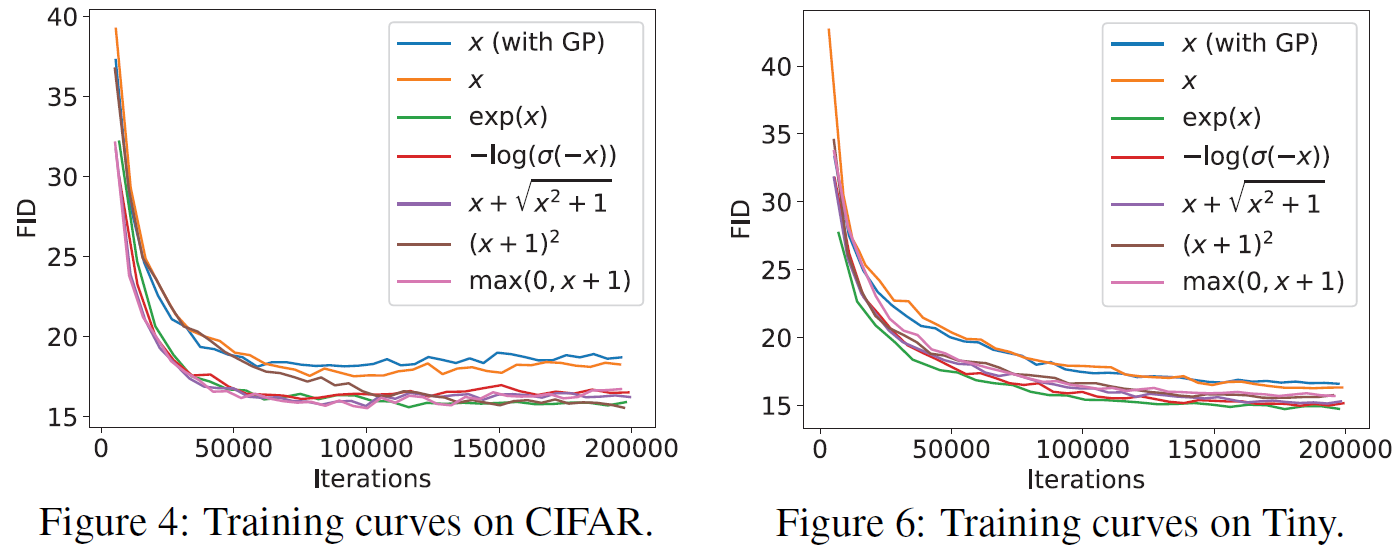 40
35
30
25
20
15
FID
0 50000 100000 150000 200000
Iterations
x (with GP)
x
exp(x)
−log(σ(−x))
x + √x² + 1
(x + 1)²
max(0, x + 1)
Figure 4: Training curves on CIFAR.
40
35
30
25
20
15
FID
0 50000 100000 150000 200000
Iterations
x (with GP)
x
exp(x)
−log(σ(−x))
x + √x² + 1
(x + 1)²
max(0, x + 1)
Figure 6: Training curves on Tiny.